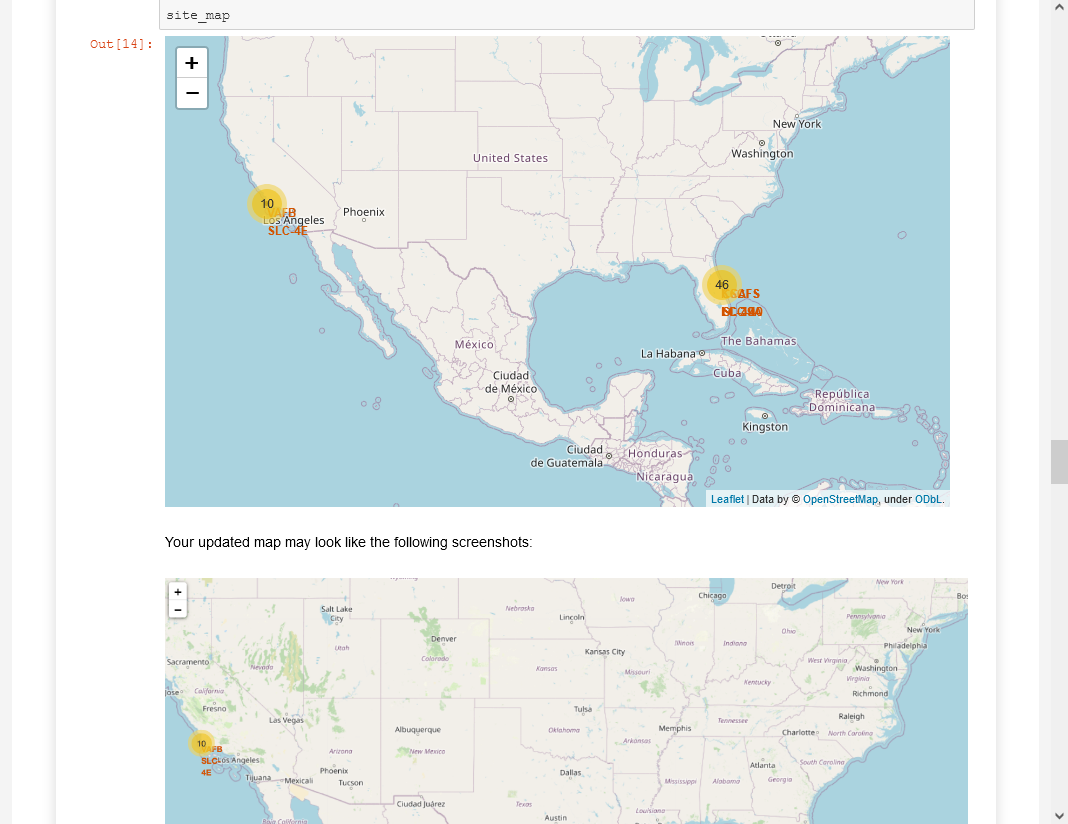 site_map
Out[14]:
+
−
New York
Washington
United States
10
Phoenix
Los Angeles
SLC-4E
46
The Bahamas
México
La Habana
Cuba
Ciudad
de México
República
Dominicana
Kingston
Ciudad
de Guatemala
Honduras
Nicaragua
Leaflet | Data by © OpenStreetMap, under ODbL.
Your updated map may look like the following screenshots:
+
−
New York
Detroit
Chicago
Iowa
Salt Lake
City
Nebraska
Lincoln
Pennsylvania
New York
Ohio
Denver
Utah
Illinois
Indiana
Philadelphia
Kansas City
Colorado
Sacramento
Nevada
Kansas
Missouri
West Virginia
Washington
Kentucky
Virginia
California
Richmond
Fresno
Las Vegas
Tulsa
Raleigh
Tennessee
Albuquerque
Oklahoma
Memphis
Charlotte
North Carolina
10
Arkansas
Arizona
New Mexico
Los Angeles
SLC-
4E
South Carolina
Atlanta
Phoenix
Dallas
Tijuana
Mexicali
Tucson
Mississippi
Alabama
Georgia
Ciudad Juárez
Texas
Louisiana
Austin
Baja California